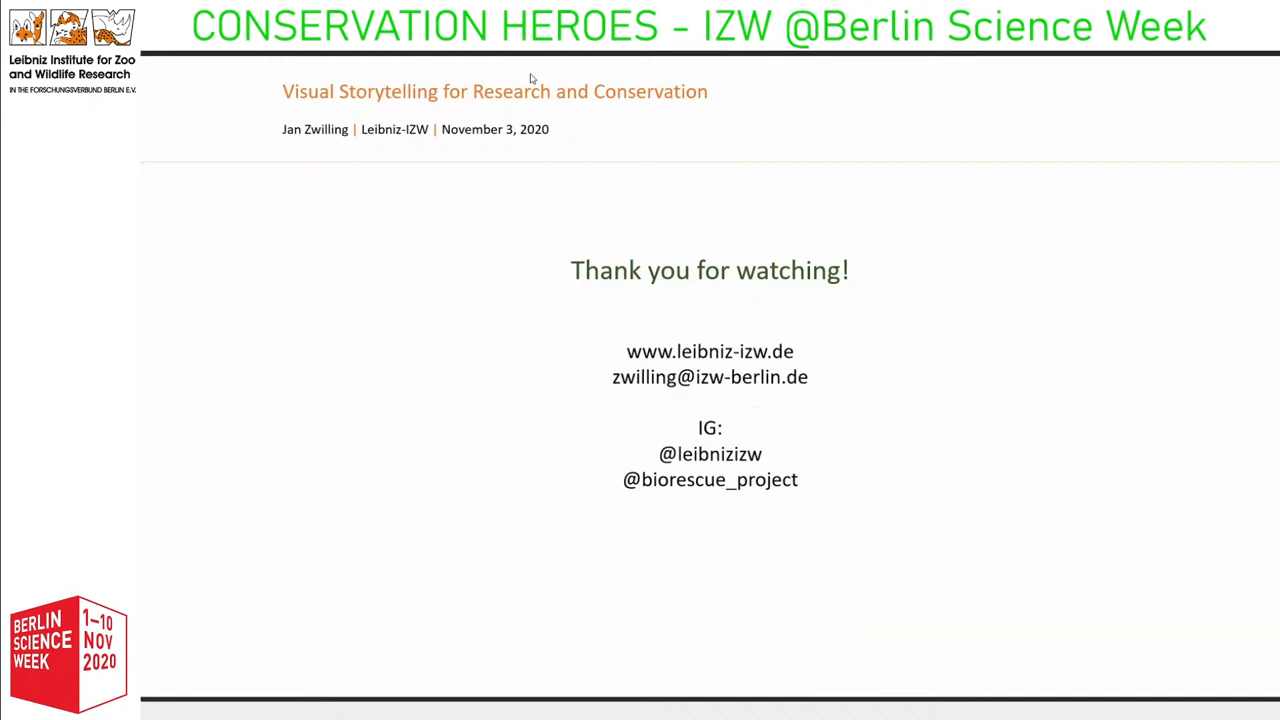 CONSERVATION HEROES - IZW @Berlin Science Week
Leibniz Institute for Zoo
and Wildlife Research
IN THE FORSCHUNGSVERBUND BERLIN E.V.
Visual Storytelling for Research and Conservation
Jan Zwilling | Leibniz-IZW | November 3, 2020
Thank you for watching!
www.leibniz-izw.de
zwilling@izw-berlin.de
IG:
@leibnizizw
@biorescue_project
BERLIN
SCIENCE
WEEK
1–10
NOV
2020